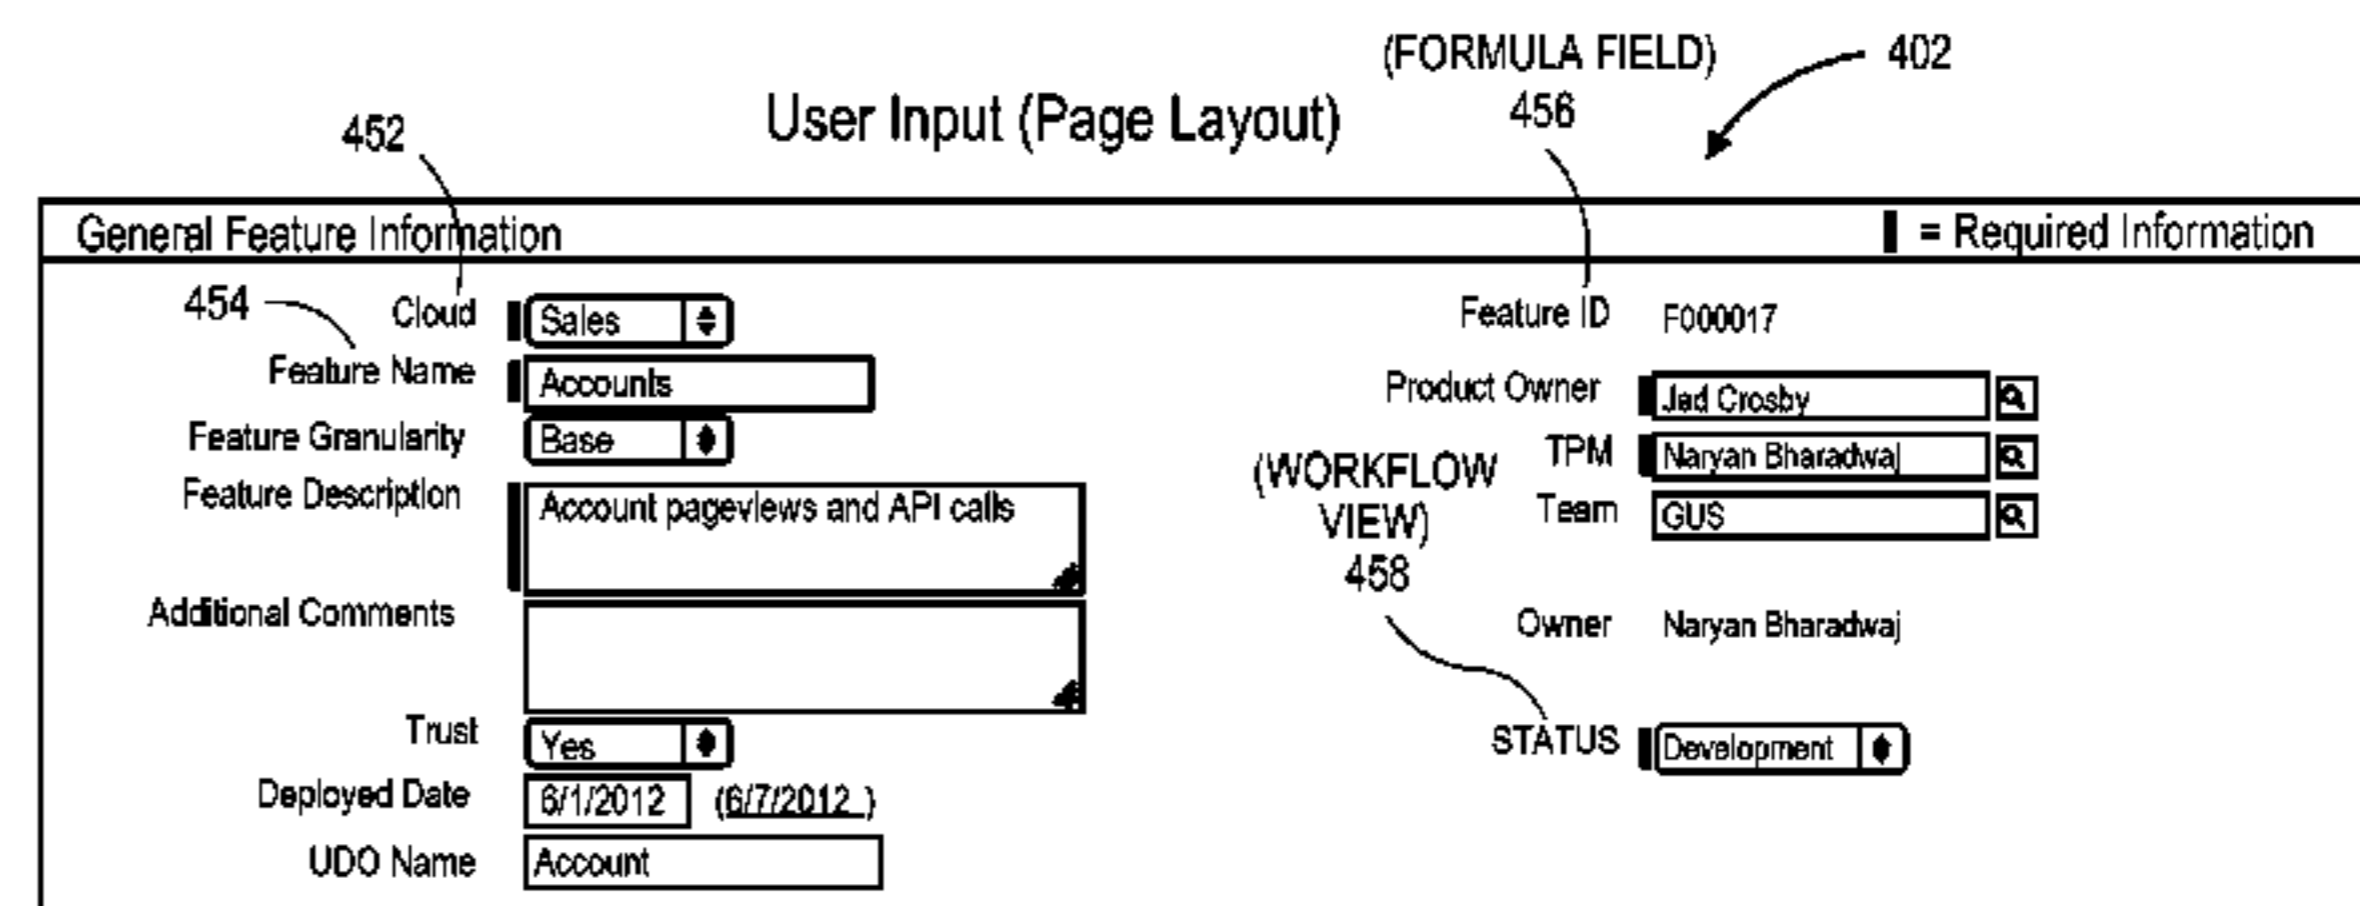 (FORMULA FIELD)
402
User Input (Page Layout)
456
452
General Feature Information
= Required Information
454
Cloud Sales
Feature ID F000017
Feature Name Accounts
Product Owner Jad Crosby
Feature Granularity Base
TPM Naryan Bharadwaj
Feature Description Account pageviews and API calls
Team GUS
(WORKFLOW
VIEW)
458
Additional Comments
Owner Naryan Bharadwaj
Trust Yes
STATUS Development
Deployed Date 6/1/2012 (6/7/2012 )
UDO Name Account